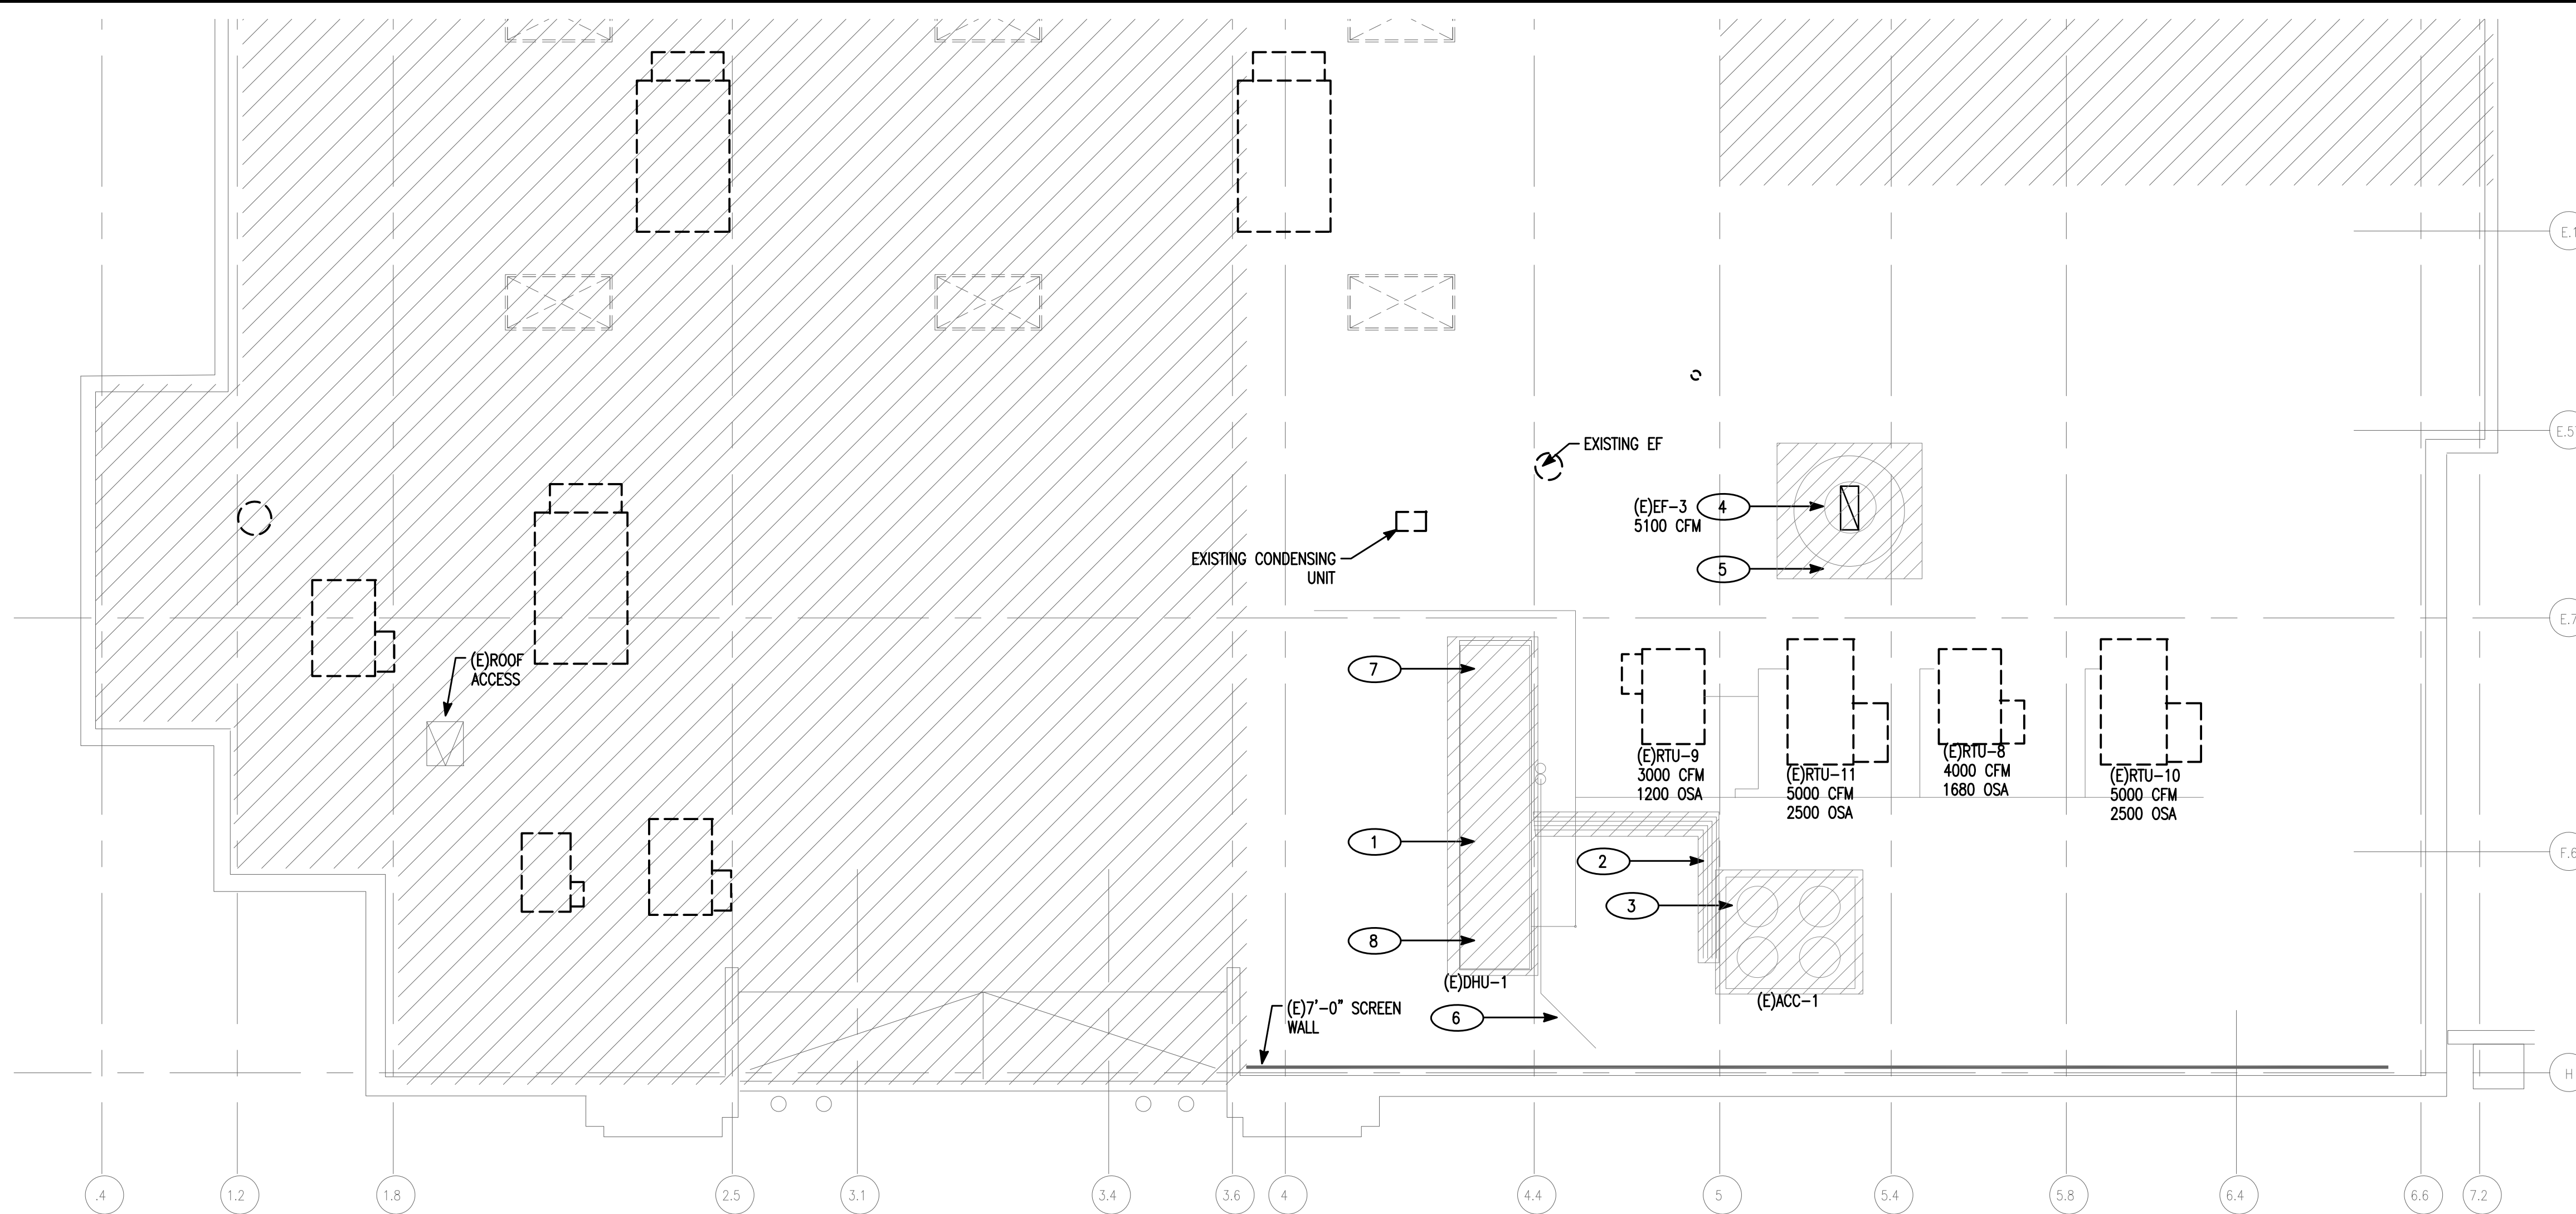 E.1
EXISTING EF
(E)EF-3
5100 CFM
4
5
EXISTING CONDENSING
UNIT
E.7
(E)ROOF
ACCESS
7
(E)RTU-9
3000 CFM
1200 OSA
(E)RTU-11
5000 CFM
2500 OSA
(E)RTU-8
4000 CFM
1680 OSA
(E)RTU-10
5000 CFM
2500 OSA
1
2
F.6
3
8
(E)DHU-1
(E)ACC-1
(E)7'-0" SCREEN
WALL
6
H
.4
1.2
1.8
2.5
3.1
3.4
3.6
4
4.4
5
5.4
5.8
6.4
6.6
7.2